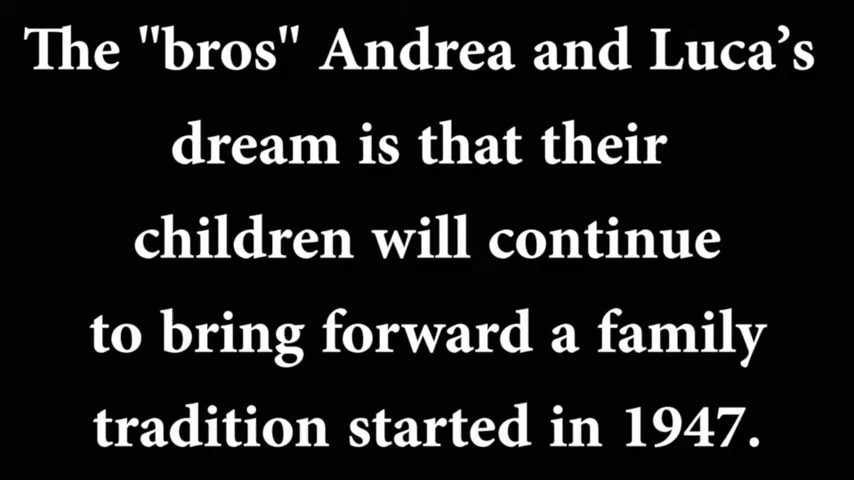 The "bros" Andrea and Luca’s
dream is that their
children will continue
to bring forward a family
tradition started in 1947.